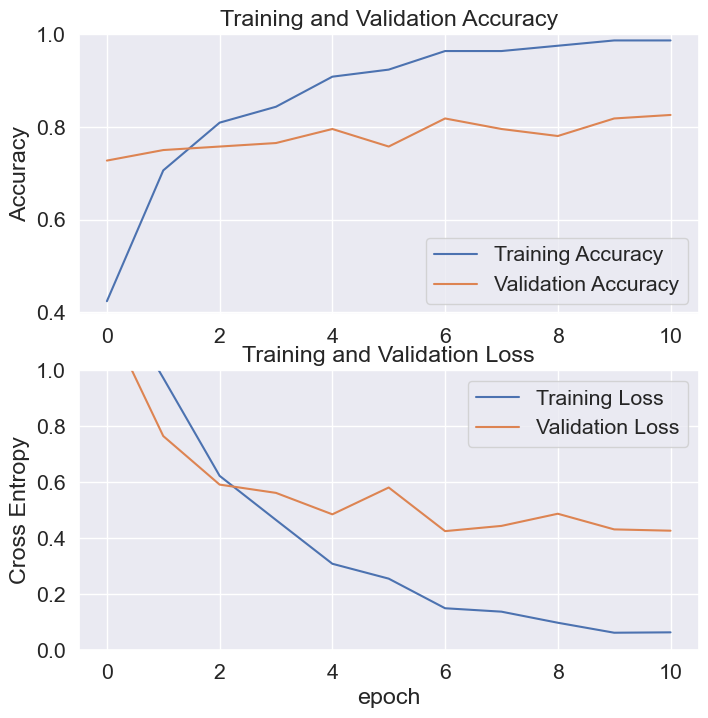 Training and Validation Accuracy
1.0
0.8
0.6
0.4
Accuracy
Training Accuracy
Validation Accuracy
0 2 4 6 8 10
Training and Validation Loss
1.0
0.8
0.6
0.4
0.2
0.0
Cross Entropy
Training Loss
Validation Loss
0 2 4 6 8 10
epoch